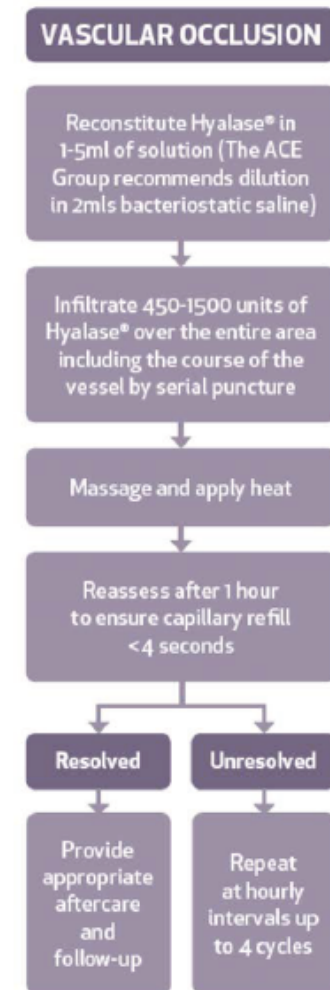 VASCULAR OCCLUSION
Reconstitute Hyalase® in
1-5ml of solution (The ACE
Group recommends dilution
in 2mls bacteriostatic saline)
Infiltrate 450-1500 units of
Hyalase® over the entire area
including the course of the
vessel by serial puncture
Massage and apply heat
Reassess after 1 hour
to ensure capillary refill
<4 seconds
Resolved
Unresolved
Provide
appropriate
aftercare
and
follow-up
Repeat
at hourly
intervals up
to 4 cycles